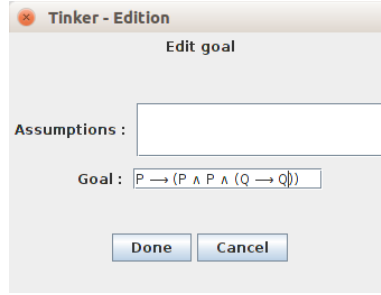 Tinker - Edition
Edit goal
Assumptions :
Goal : P ⟶ (P ∧ P ∧ (Q ⟶ Q))
Done Cancel